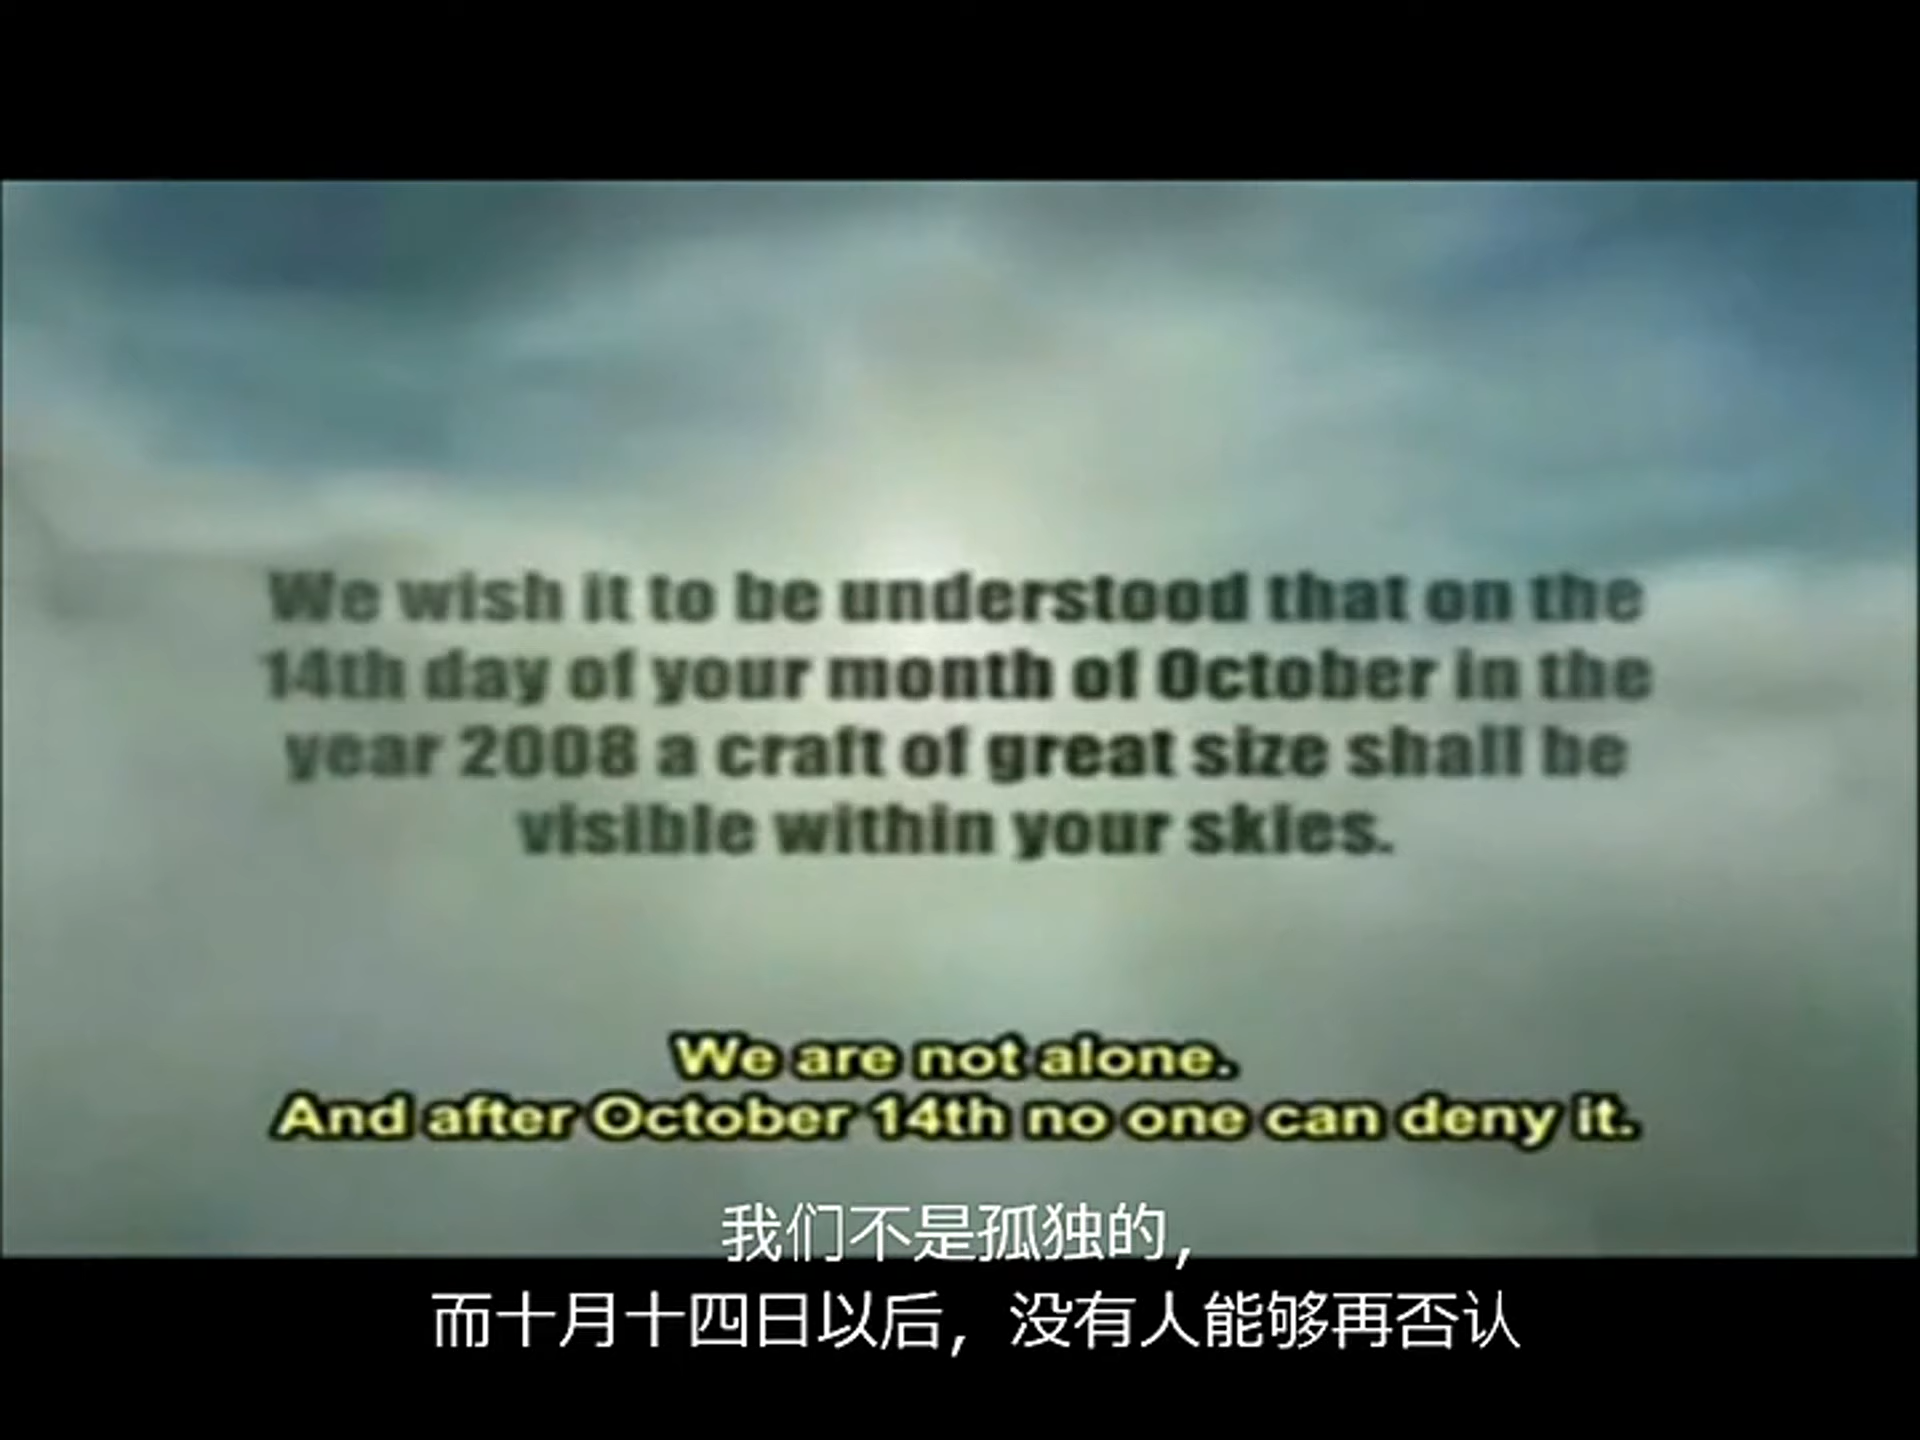 We wish it to be understood that on the
14th day of your month of October in the
year 2008 a craft of great size shall be
visible within your skies.
We are not alone.
And after October 14th no one can deny it.
我们不是孤独的，
而十月十四日以后，没有人能够再否认